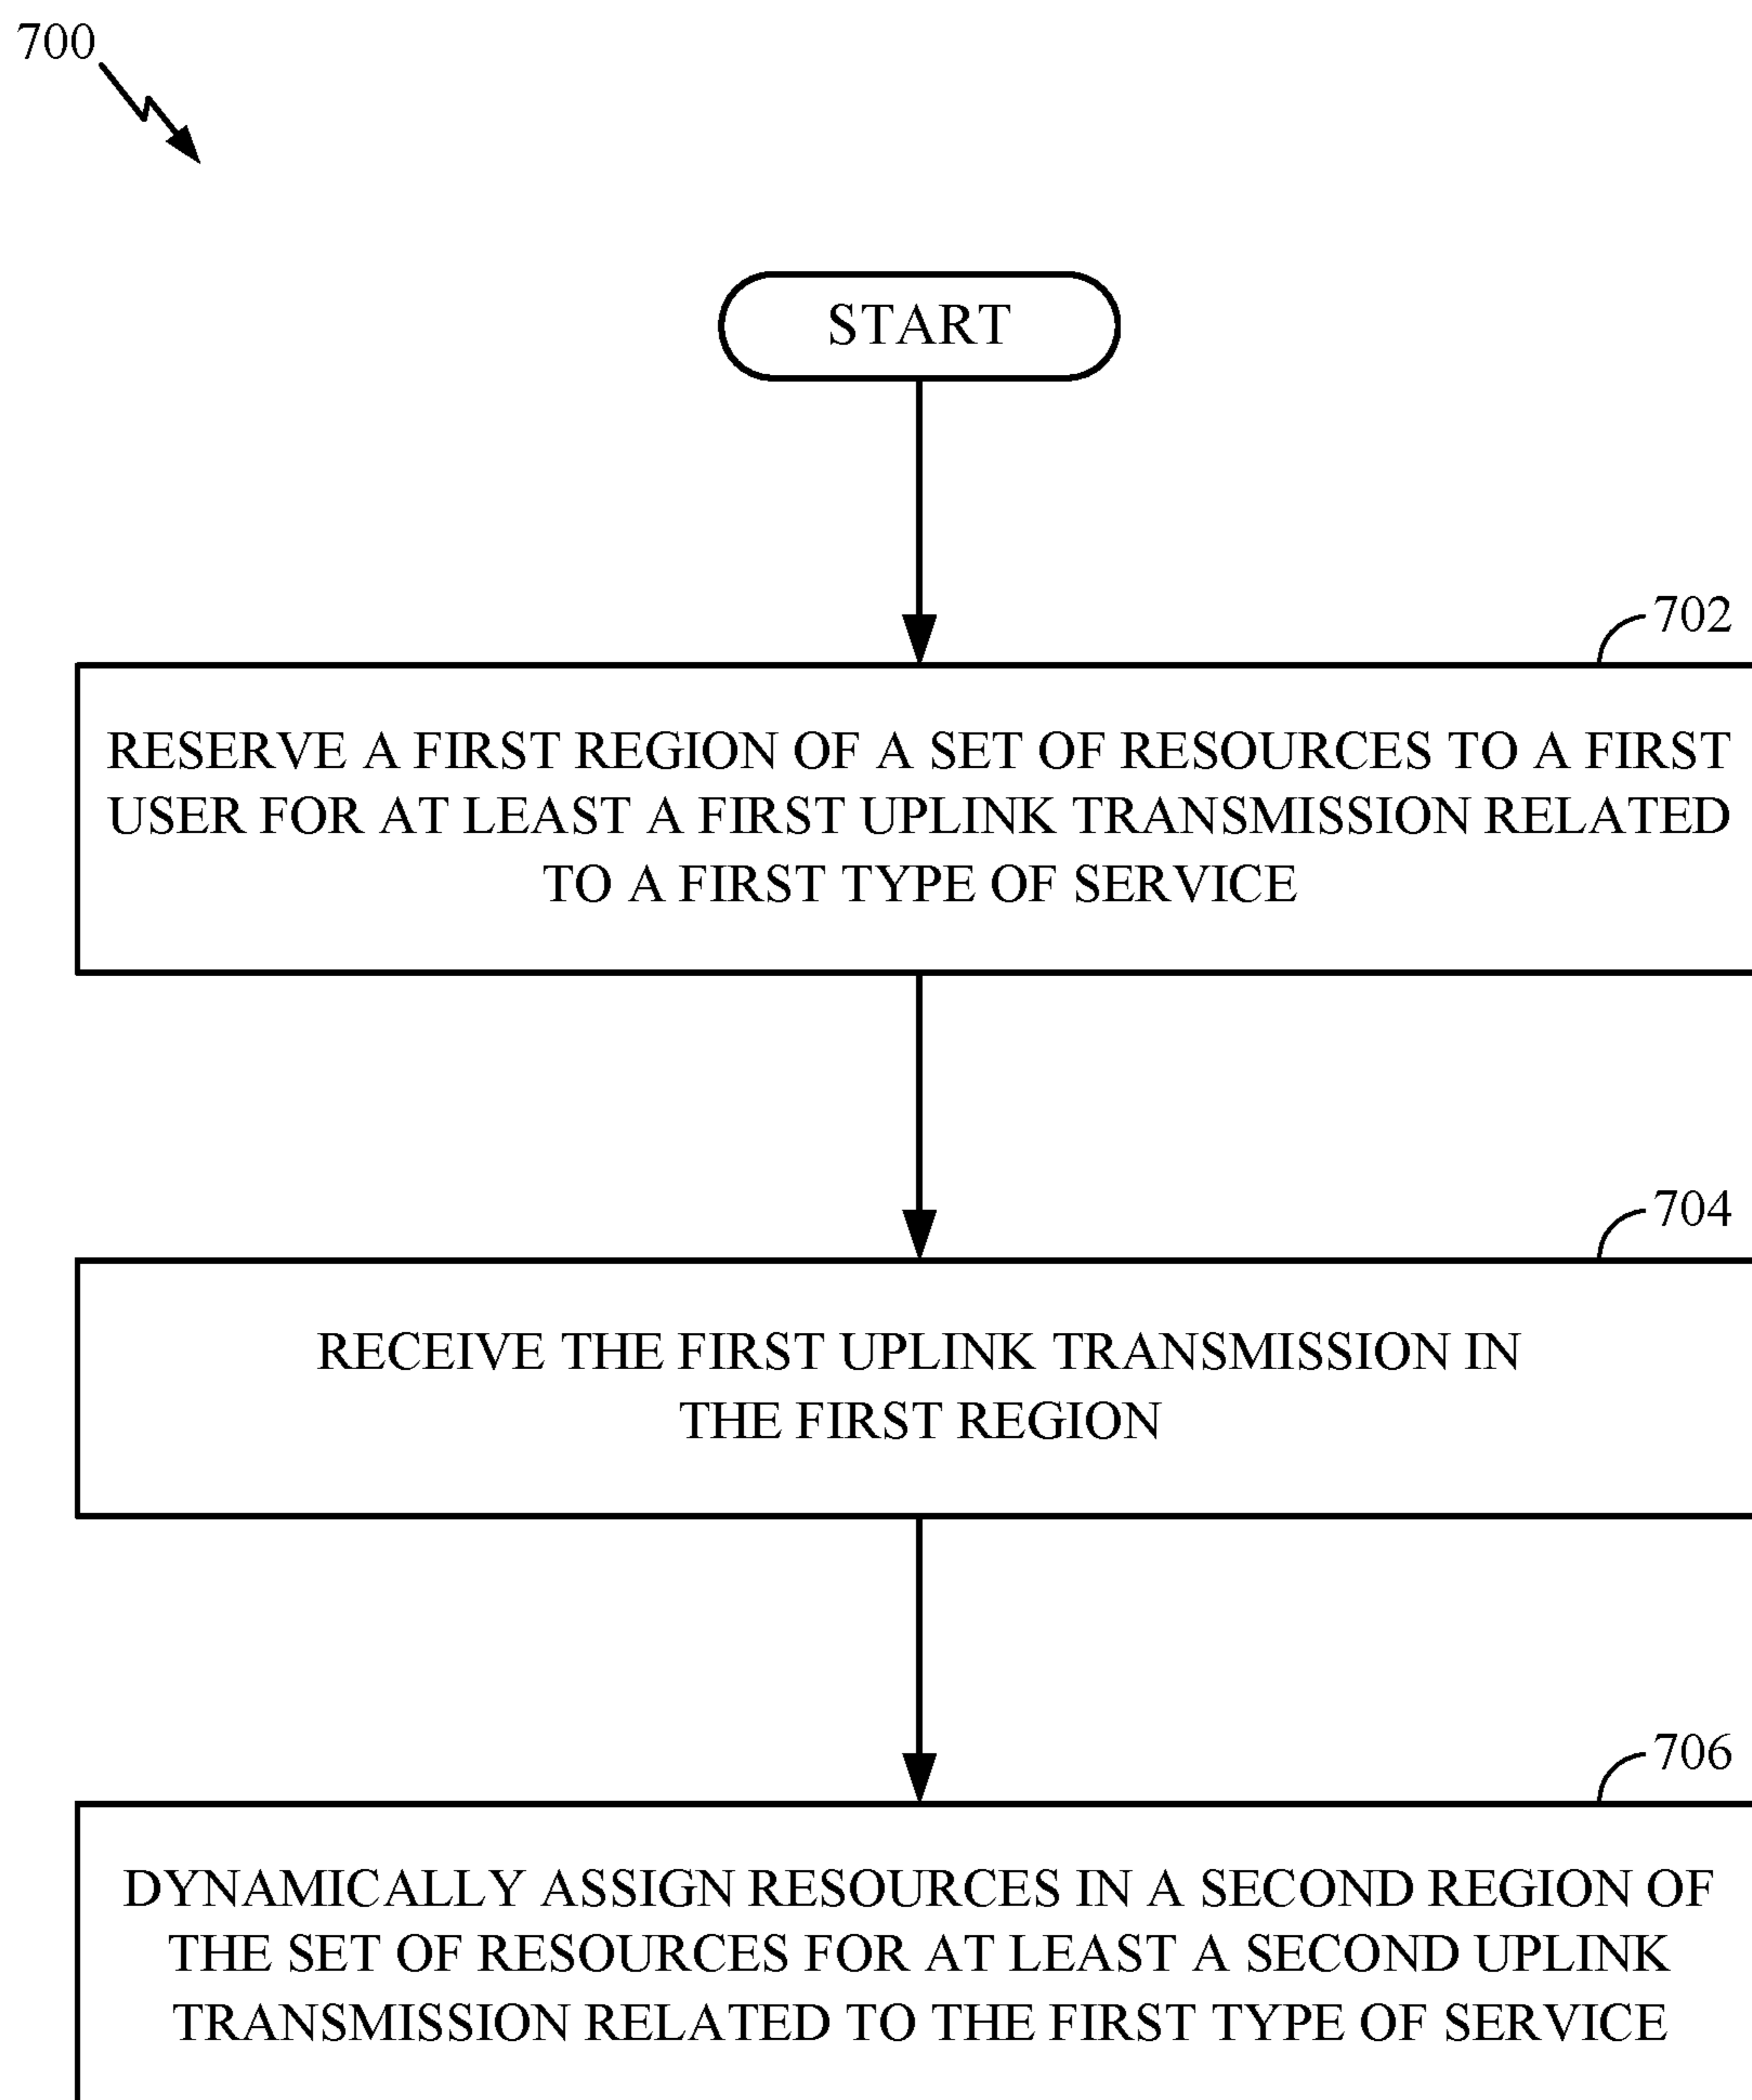 700
START
702
RESERVE A FIRST REGION OF A SET OF RESOURCES TO A FIRST
USER FOR AT LEAST A FIRST UPLINK TRANSMISSION RELATED
TO A FIRST TYPE OF SERVICE
704
RECEIVE THE FIRST UPLINK TRANSMISSION IN
THE FIRST REGION
706
DYNAMICALLY ASSIGN RESOURCES IN A SECOND REGION OF
THE SET OF RESOURCES FOR AT LEAST A SECOND UPLINK
TRANSMISSION RELATED TO THE FIRST TYPE OF SERVICE